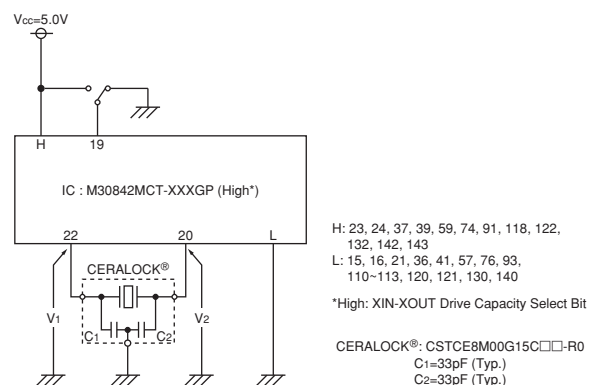 Vcc=5.0V
H 19
IC : M30842MCT-XXXGP (High*)
22 20 L
CERALOCK®
V1 C1 C2 V2
H: 23, 24, 37, 39, 59, 74, 91, 118, 122,
132, 142, 143
L: 15, 16, 21, 36, 41, 57, 76, 93,
110~113, 120, 121, 130, 140
*High: XIN-XOUT Drive Capacity Select Bit
CERALOCK®: CSTCE8M00G15C□□-R0
C1=33pF (Typ.)
C2=33pF (Typ.)